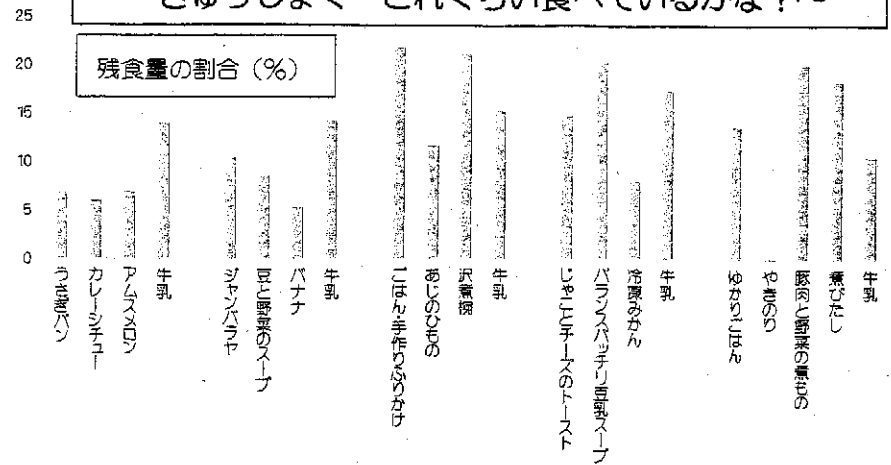 きゅうしょく どれくらい食べているかな？～
残食量の割合（％）
25
20
15
10
5
0
うさぎパン
カレーシチュー
アムスメロン
牛乳
ジャンバラヤ
豆と野菜のスープ
バナナ
牛乳
ごはん・手作りふりかけ
あじのひもの
沢煮椀
牛乳
じゃことチーズのトースト
バランスバッチリ豆乳スープ
冷凍みかん
牛乳
ゆかりごはん
やきのり
豚肉と野菜の煮もの
煮びたし
牛乳